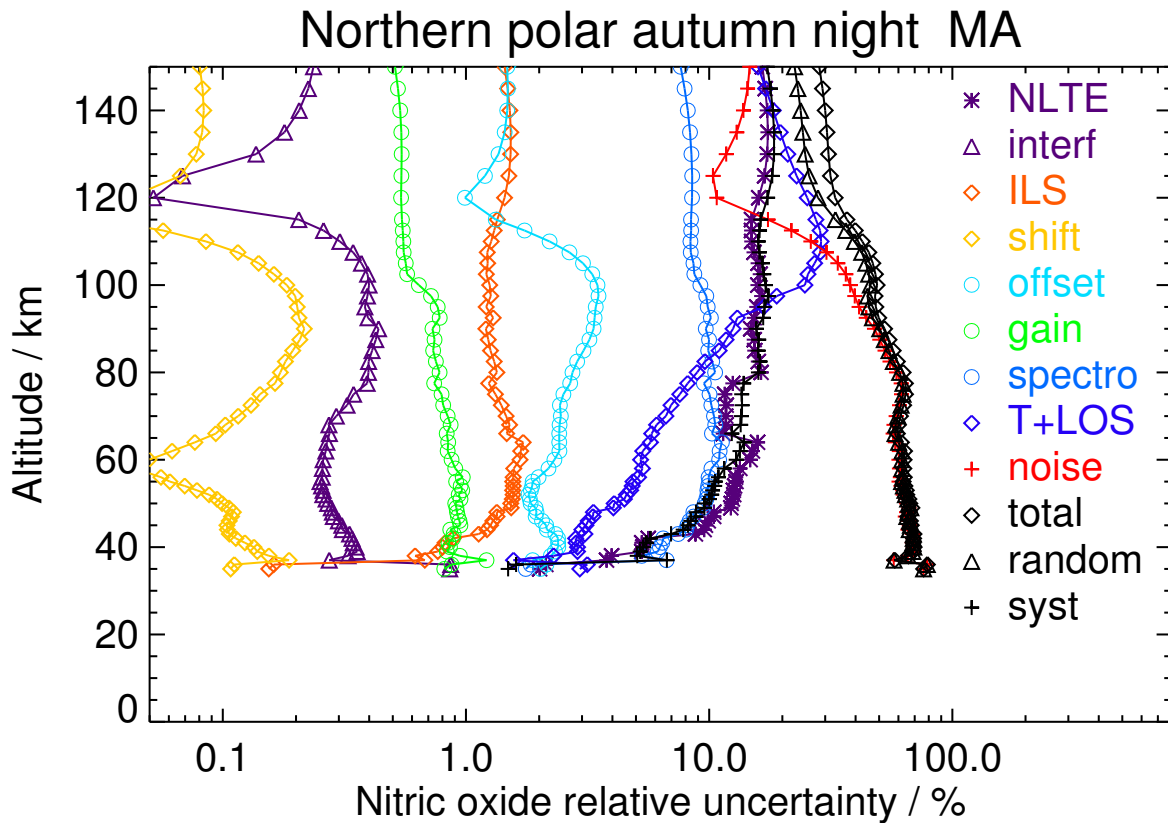 Northern polar autumn night  MA
Altitude / km
140
120
100
80
60
40
20
0
NLTE
interf
ILS
shift
offset
gain
spectro
T+LOS
noise
total
random
syst
0.1
1.0
10.0
100.0
Nitric oxide relative uncertainty / %